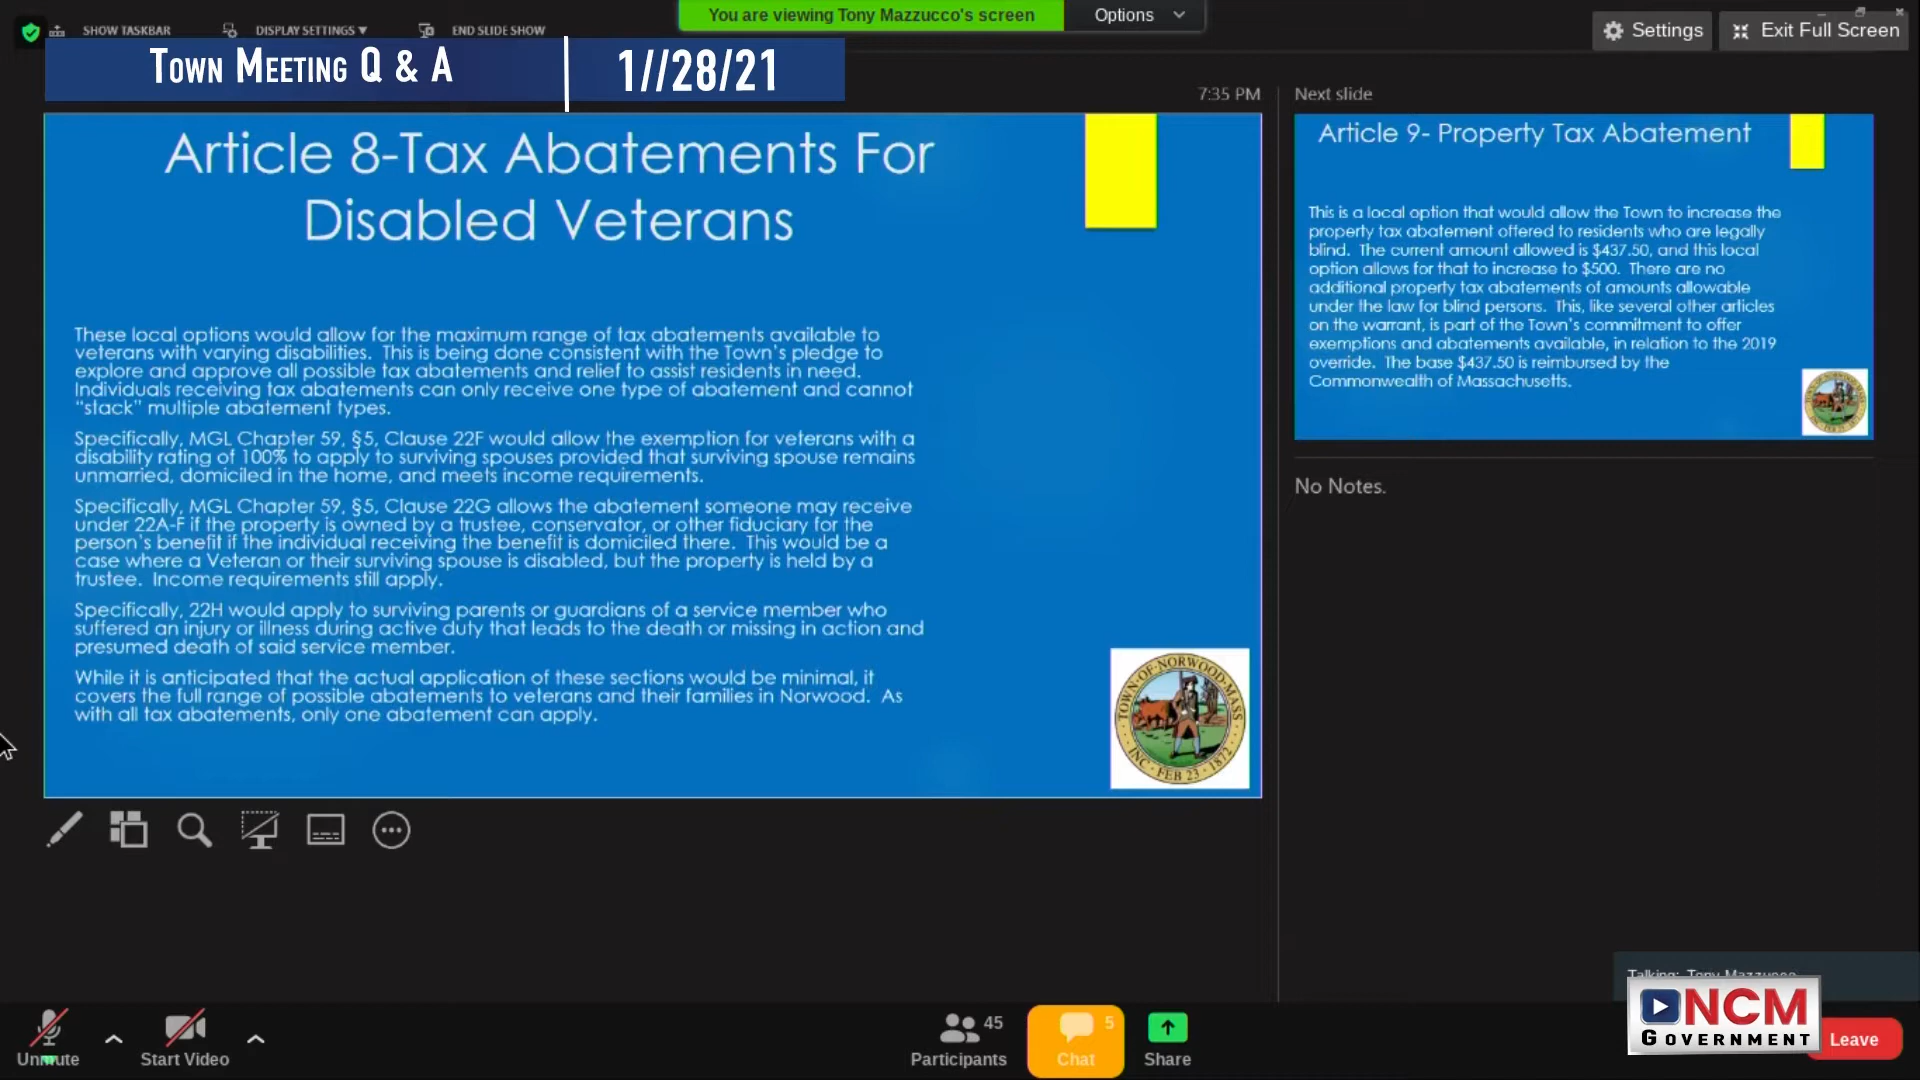 SHOW TASKBAR
DISPLAY SETTINGS ▼
END SLIDE SHOW
You are viewing Tony Mazzucco's screen
Options
Settings
Exit Full Screen
Town Meeting Q & A
1//28/21
7:35 PM
Next slide
Article 8-Tax Abatements For
Disabled Veterans
These local options would allow for the maximum range of tax abatements available to
veterans with varying disabilities. This is being done consistent with the Town's pledge to
explore and approve all possible tax abatements and relief to assist residents in need.
Individuals receiving tax abatements can only receive one type of abatement and cannot
"stack" multiple abatement types.
Specifically, MGL Chapter 59, §5, Clause 22F would allow the exemption for veterans with a
disability rating of 100% to apply to surviving spouses provided that surviving spouse remains
unmarried, domiciled in the home, and meets income requirements.
Specifically, MGL Chapter 59, §5, Clause 22G allows the abatement someone may receive
under 22A-F if the property is owned by a trustee, conservator, or other fiduciary for the
person's benefit if the individual receiving the benefit is domiciled there. This would be a
case where a Veteran or their surviving spouse is disabled, but the property is held by a
trustee. Income requirements still apply.
Specifically, 22H would apply to surviving parents or guardians of a service member who
suffered an injury or illness during active duty that leads to the death or missing in action and
presumed death of said service member.
While it is anticipated that the actual application of these sections would be minimal, it
covers the full range of possible abatements to veterans and their families in Norwood. As
with all tax abatements, only one abatement can apply.
TOWN·OF·NORWOOD·MASS
INC·FEB 23·1872
Article 9- Property Tax Abatement
This is a local option that would allow the Town to increase the
property tax abatement offered to residents who are legally
blind. The current amount allowed is $437.50, and this local
option allows for that to increase to $500. There are no
additional property tax abatements of amounts allowable
under the law for blind persons. This, like several other articles
on the warrant, is part of the Town's commitment to offer
exemptions and abatements available, in relation to the 2019
override. The base $437.50 is reimbursed by the
Commonwealth of Massachusetts.
No Notes.
Talking: Tony Mazzucco
NCM
Government
Unmute
Start Video
45
Participants
5
Chat
Share
Leave